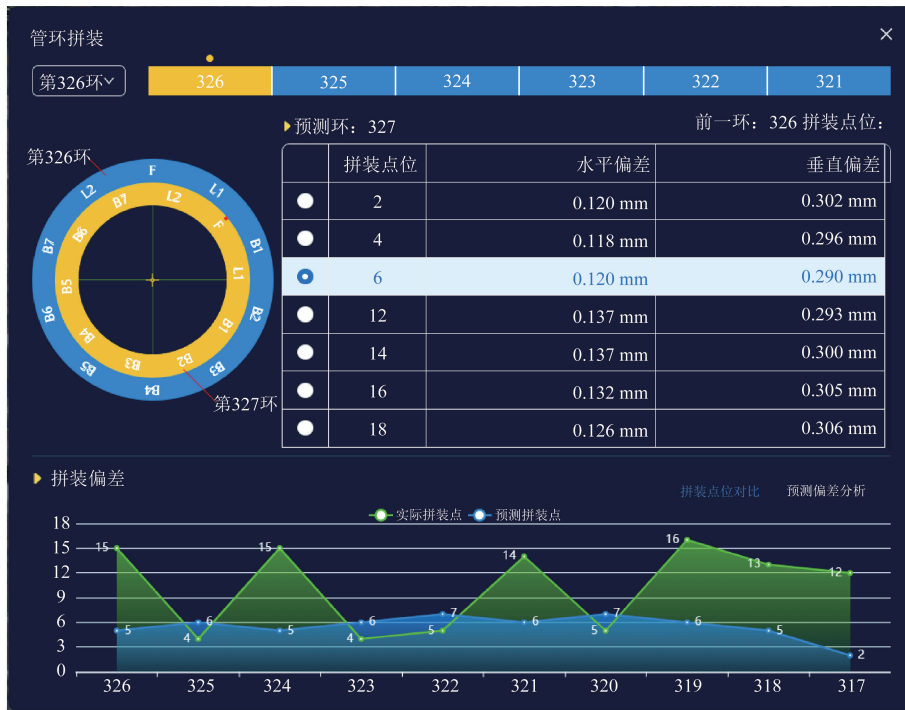 管环拼装
×
第326环
326 325 324 323 322 321
预测环：327
前一环：326 拼装点位：
第326环
F L1 B1 B2 B3 B4 B5 B6 B7 L2
F L1 B1 B2 B3 B4 B5 B6 B7 L2
第327环
拼装点位 水平偏差 垂直偏差
2 0.120 mm 0.302 mm
4 0.118 mm 0.296 mm
6 0.120 mm 0.290 mm
12 0.137 mm 0.293 mm
14 0.137 mm 0.300 mm
16 0.132 mm 0.305 mm
18 0.126 mm 0.306 mm
拼装偏差
拼装点位对比 预测偏差分析
实际拼装点 预测拼装点
18
15
12
9
6
3
0
15 4 15 4 5 14 5 16 13 12
5 6 5 6 7 6 7 6 5 2
326 325 324 323 322 321 320 319 318 317